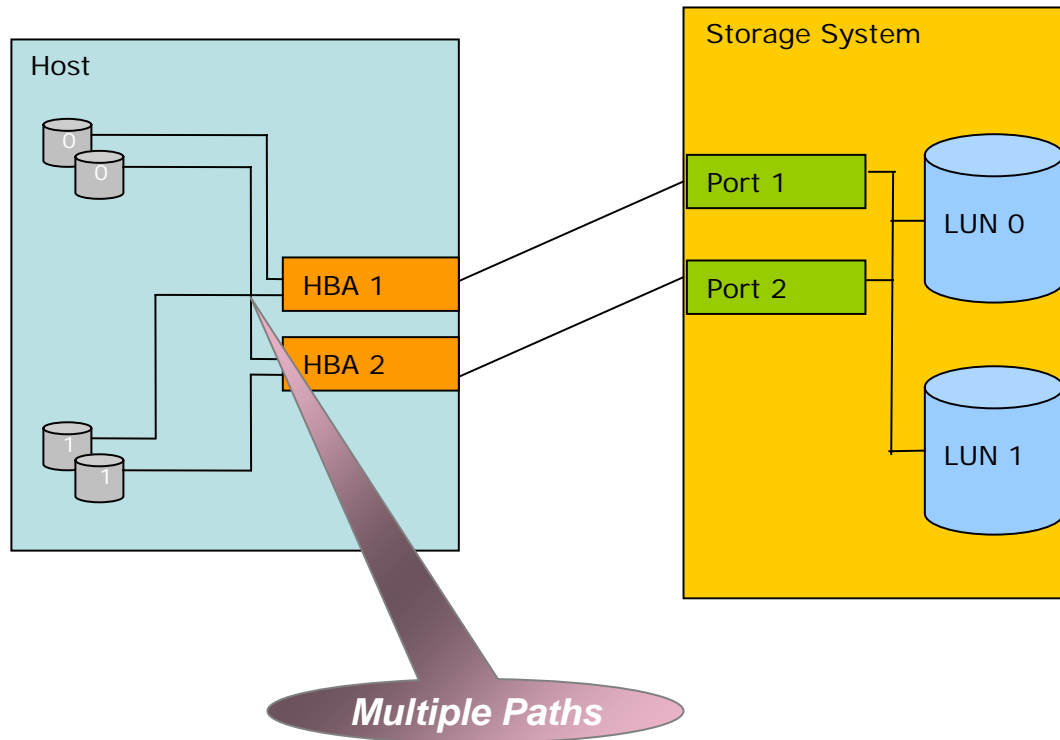 Storage System
Host
0
0
Port 1
LUN 0
HBA 1
Port 2
HBA 2
1
1
LUN 1
Multiple Paths